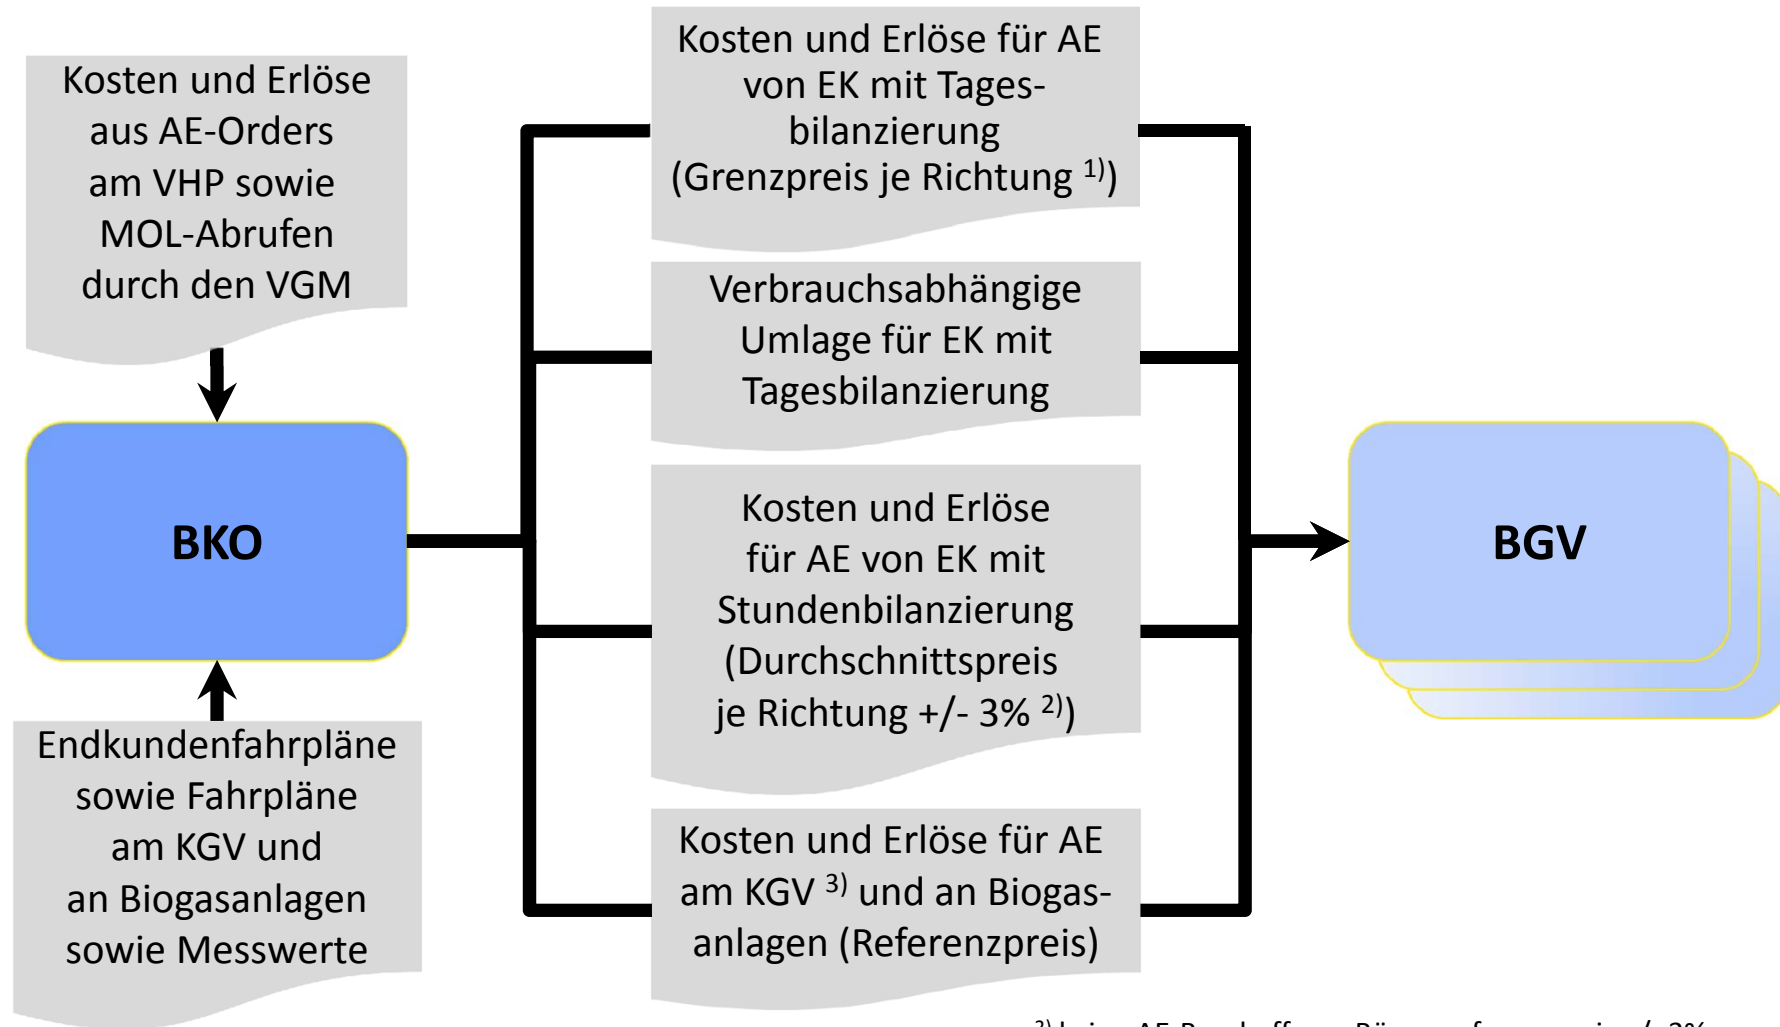 Kosten und Erlöse
aus AE-Orders
am VHP sowie
MOL-Abrufen
durch den VGM
BKO
Endkundenfahrpläne
sowie Fahrpläne
am KGV und
an Biogasanlagen
sowie Messwerte
Kosten und Erlöse für AE
von EK mit Tages-
bilanzierung
(Grenzpreis je Richtung 1))
Verbrauchsabhängige
Umlage für EK mit
Tagesbilanzierung
Kosten und Erlöse
für AE von EK mit
Stundenbilanzierung
(Durchschnittspreis
je Richtung +/- 3% 2))
Kosten und Erlöse für AE
am KGV 3) und an Biogas-
anlagen (Referenzpreis)
BGV